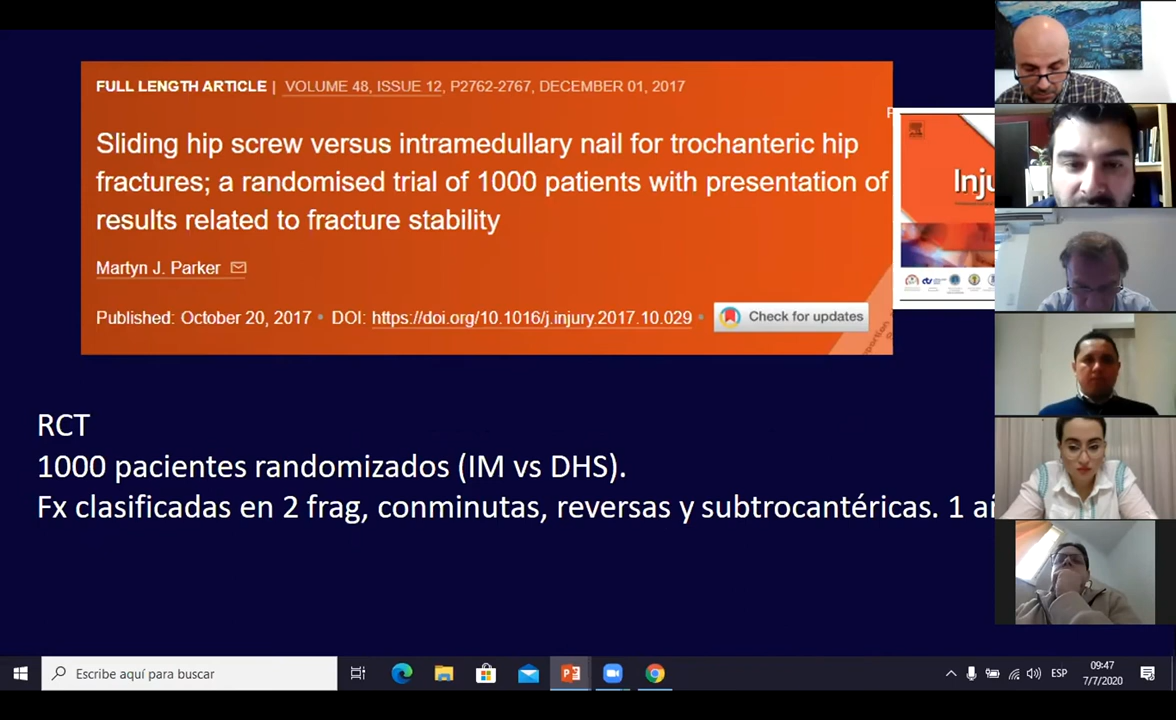 FULL LENGTH ARTICLE | VOLUME 48, ISSUE 12, P2762-2767, DECEMBER 01, 2017
Sliding hip screw versus intramedullary nail for trochanteric hip
fractures; a randomised trial of 1000 patients with presentation of
results related to fracture stability
Martyn J. Parker
Published: October 20, 2017 • DOI: https://doi.org/10.1016/j.injury.2017.10.029 •
Check for updates
RCT
1000 pacientes randomizados (IM vs DHS).
Fx clasificadas en 2 frag, conminutas, reversas y subtrocantéricas. 1
Escribe aquí para buscar
ESP
09:47
7/7/2020